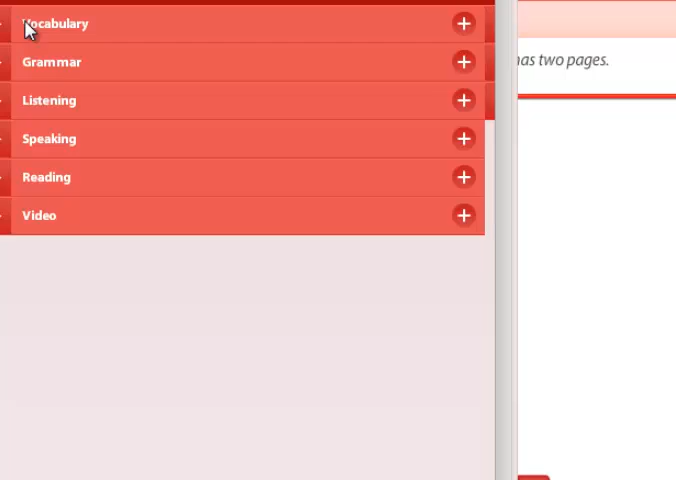 Vocabulary
Grammar
has two pages.
Listening
Speaking
Reading
Video